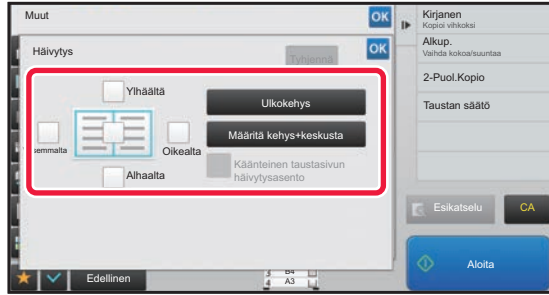 Muut
OK
Häivytys
Tyhjennä
OK
Ylhäältä
Ulkokehys
Määritä kehys+keskusta
Oikealta
Käänteinen taustasivun
häivytysasento
Alhaalta
Edellinen
B4
4 A3
Kirjanen
Kopioi vihkoksi
Alkup.
Vaihda kokoa/suuntaa
2-Puol.Kopio
Taustan säätö
Esikatselu
CA
Aloita